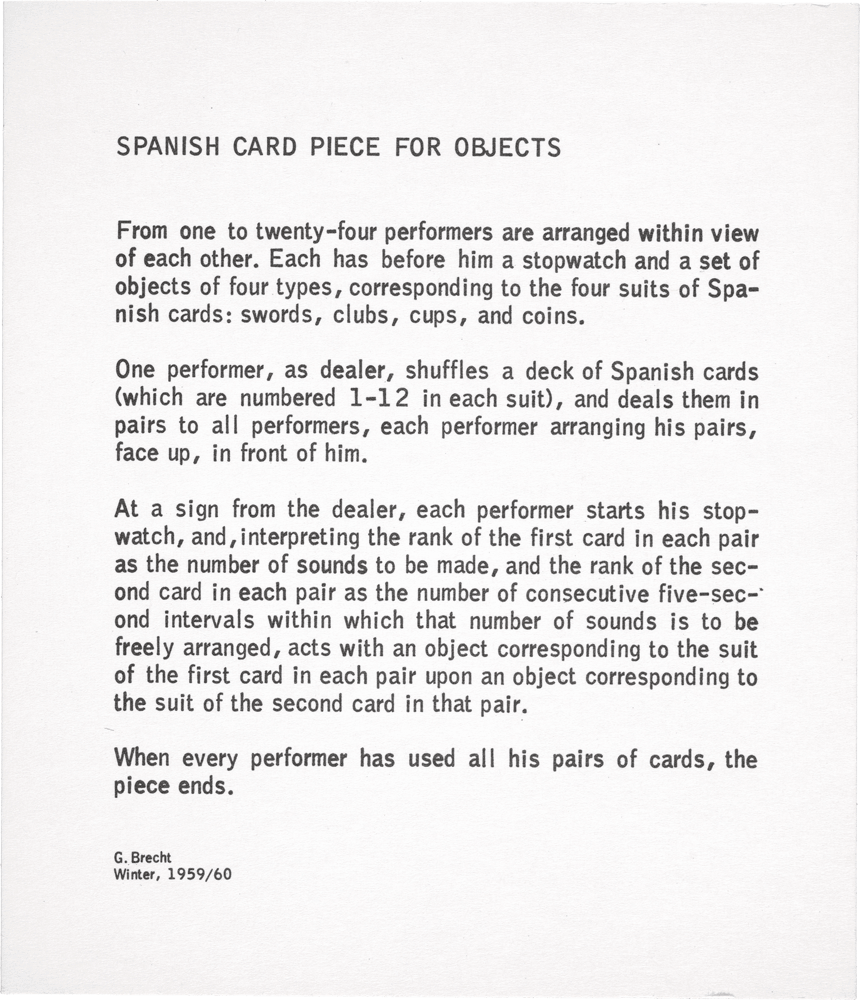 SPANISH CARD PIECE FOR OBJECTS
From one to twenty-four performers are arranged within view
of each other. Each has before him a stopwatch and a set of
objects of four types, corresponding to the four suits of Spa-
nish cards: swords, clubs, cups, and coins.
One performer, as dealer, shuffles a deck of Spanish cards
(which are numbered 1-12 in each suit), and deals them in
pairs to all performers, each performer arranging his pairs,
face up, in front of him.
At a sign from the dealer, each performer starts his stop-
watch, and, interpreting the rank of the first card in each pair
as the number of sounds to be made, and the rank of the sec-
ond card in each pair as the number of consecutive five-sec-
ond intervals within which that number of sounds is to be
freely arranged, acts with an object corresponding to the suit
of the first card in each pair upon an object corresponding to
the suit of the second card in that pair.
When every performer has used all his pairs of cards, the
piece ends.
G. Brecht
Winter, 1959/60